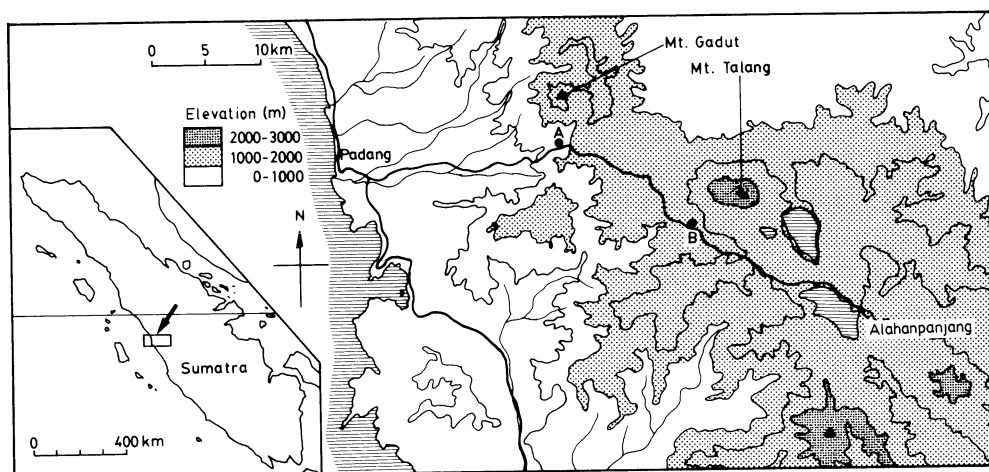 0 5 10km
Elevation (m)
2000-3000
1000-2000
0-1000
Mt. Gadut
Mt. Talang
A
Padang
N
B
Alahanpanjang
Sumatra
0 400km